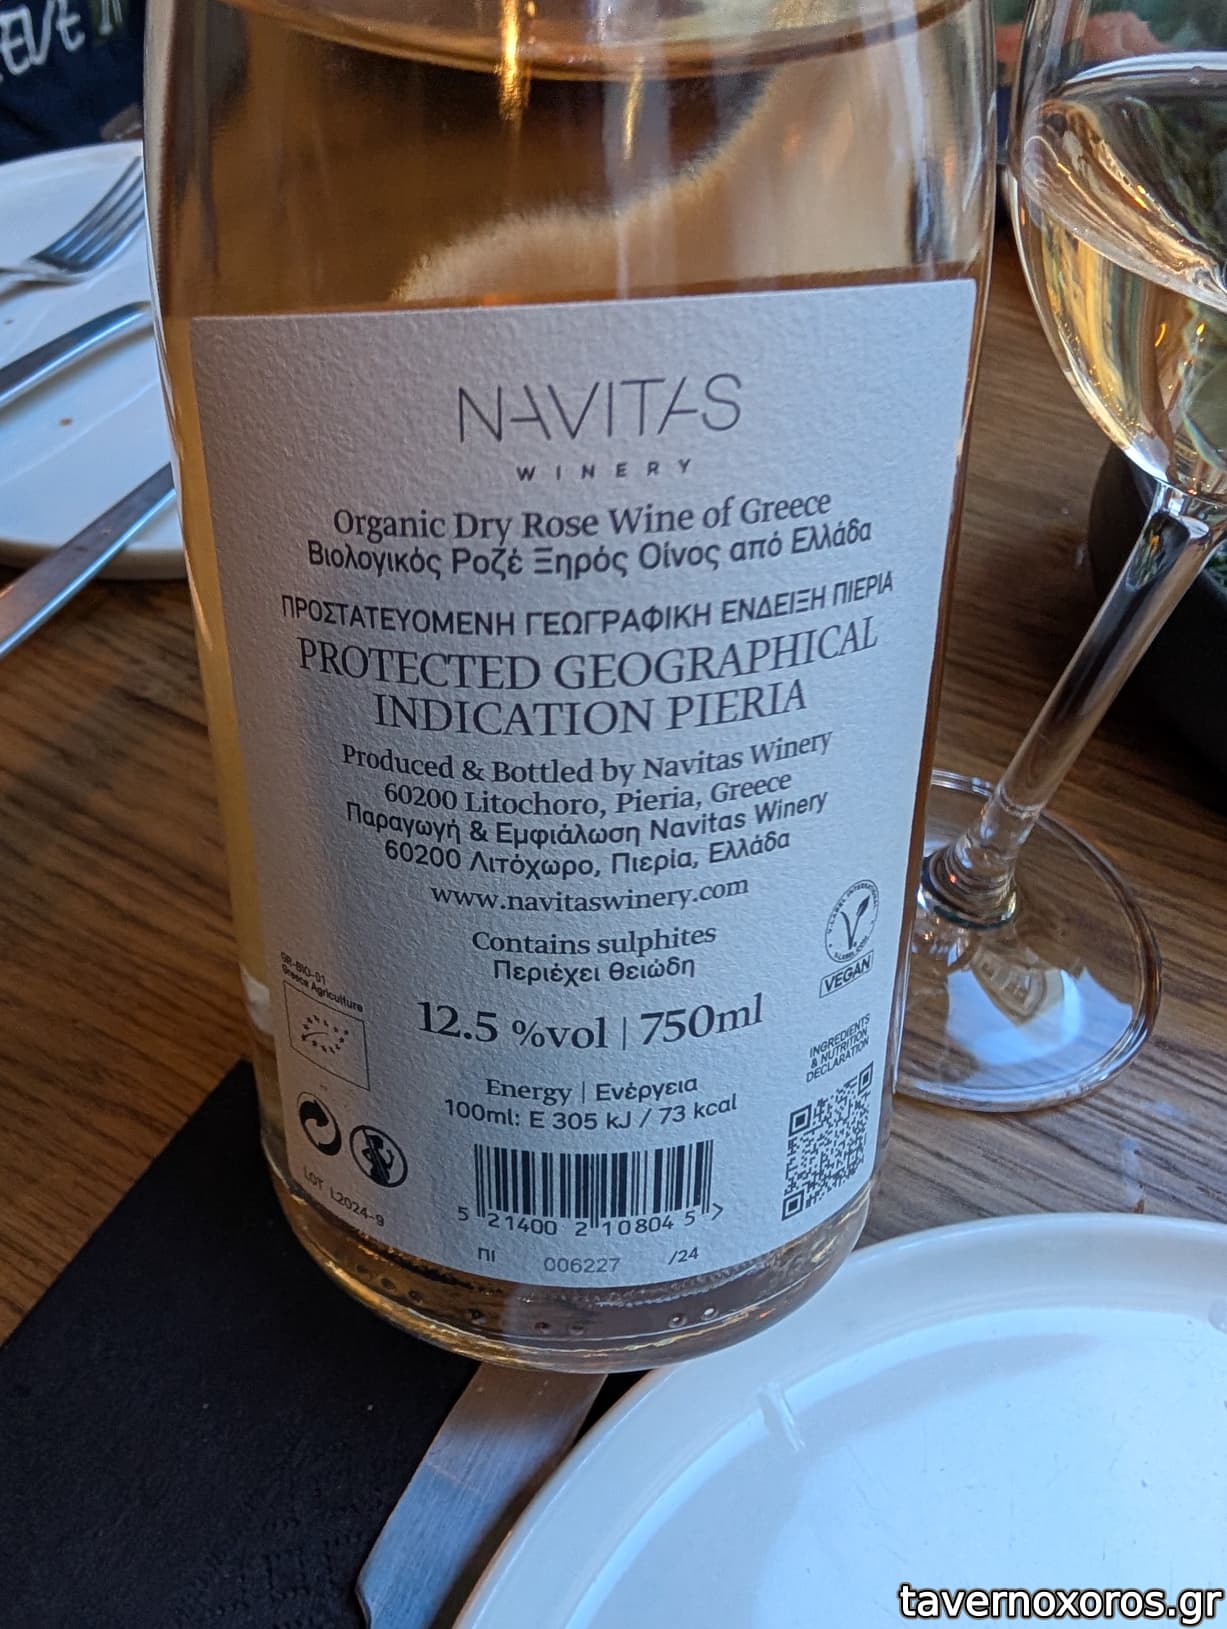 EVE
NAVITAS
WINERY
Organic Dry Rose Wine of Greece
Βιολογικός Ροζέ Ξηρός Οίνος από Ελλάδα
ΠΡΟΣΤΑΤΕΥΟΜΕΝΗ ΓΕΩΓΡΑΦΙΚΗ ΕΝΔΕΙΞΗ ΠΙΕΡΙΑ
PROTECTED GEOGRAPHICAL
INDICATION PIERIA
Produced & Bottled by Navitas Winery
60200 Litochoro, Pieria, Greece
Παραγωγή & Εμφιάλωση Navitas Winery
60200 Λιτόχωρο, Πιερία, Ελλάδα
www.navitaswinery.com
Contains sulphites
Περιέχει θειώδη
GR-BIO-01
Greece Agriculture
VEGAN
12.5 %vol | 750ml
INGREDIENTS
& NUTRITION
DECLARATION
Energy | Ενέργεια
100ml: E 305 kJ / 73 kcal
LOT L2024-9
5 214002 108045 >
ΠΙ 006227 /24
tavernoxoros.gr